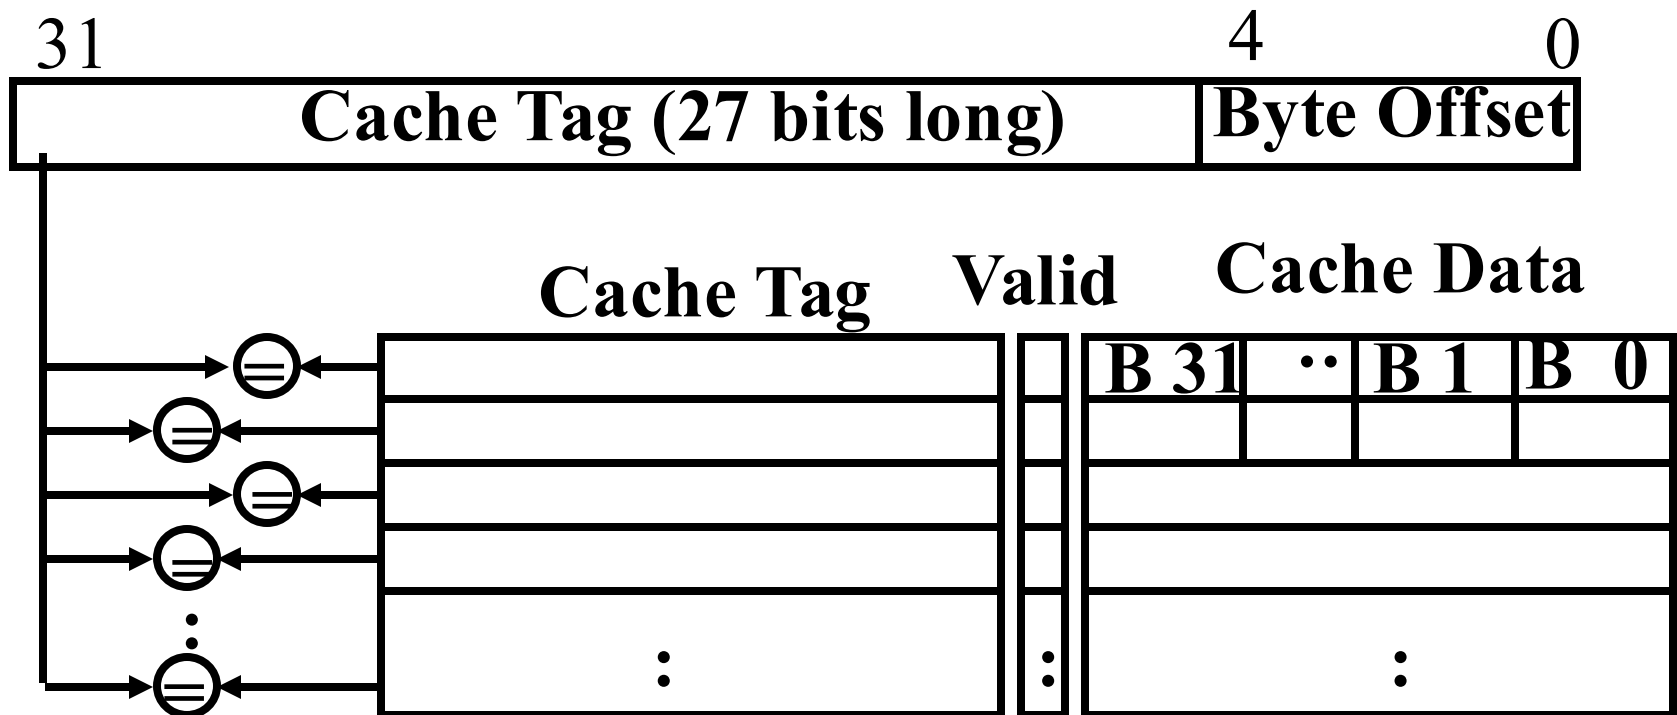 31 4 0
Cache Tag (27 bits long) Byte Offset
Cache Tag Valid Cache Data
= B 31 ·· B 1 B 0
=
=
=
:
= : : :